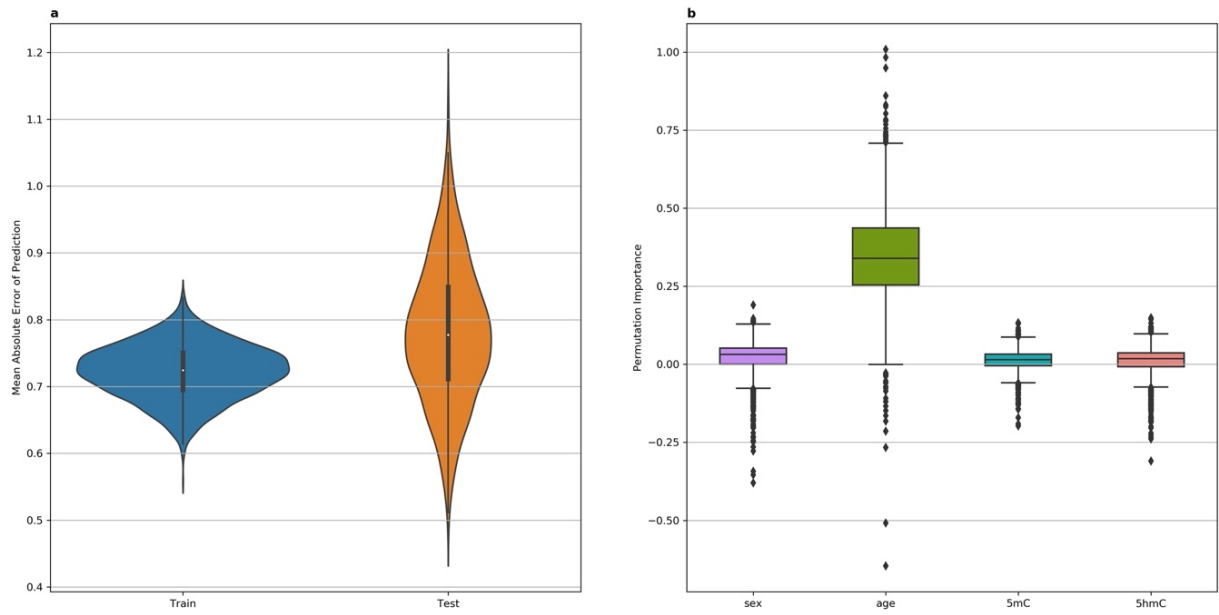 a
1.2
1.1
1.0
0.9
0.8
0.7
0.6
0.5
0.4
Mean Absolute Error of Prediction
Train
Test
b
1.00
0.75
0.50
0.25
0.00
−0.25
−0.50
Permutation Importance
sex
age
5mC
5hmC